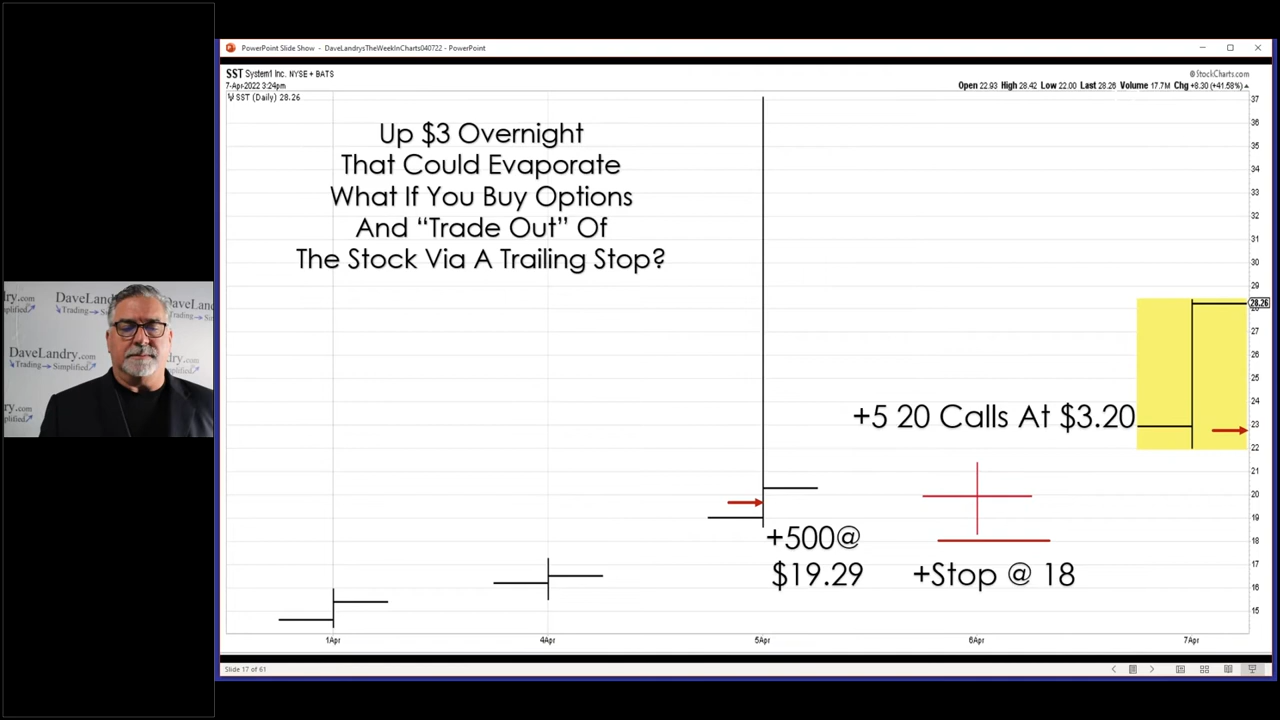 PowerPoint Slide Show - DaveLandrysTheWeekInCharts040722 - PowerPoint
SST System1 Inc. NYSE + BATS
© StockCharts.com
7-Apr-2022 3:24pm
Open 22.93 High 28.42 Low 22.00 Last 28.26 Volume 17.7M Chg +8.30 (+41.58%)
SST (Daily) 28.26
Up $3 Overnight
That Could Evaporate
What If You Buy Options
And “Trade Out” Of
The Stock Via A Trailing Stop?
37
36
35
34
33
32
31
30
29
28.26
28
27
26
25
24
23
22
21
20
19
18
17
16
15
+5 20 Calls At $3.20
+500@
$19.29
+Stop @ 18
1Apr
4Apr
5Apr
6Apr
7Apr
Slide 17 of 61
DaveLandry.com
Trading Simplified
DaveLandry.com
Trading Simplified